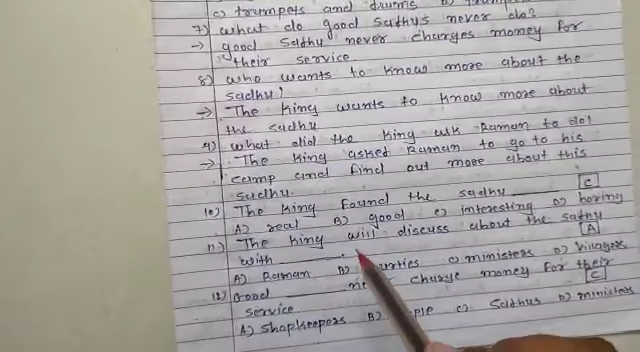 c) trumpets and drums D)
7) what do good sadhus never do?
→ good sadhu never charges money for
their service.
8) who wants to know more about the
sadhu?
→ The king wants to know more about
the sadhu
9) what did the king ask Raman to do?
→ The king asked Raman to go to his
camp and find out more about this
sadhu.
10) The king found the sadhu ______ [C]
A) real B) good c) interesting D) boring
11) The king will discuss about the sadhu
with ______. [A]
A) Raman B) c) ministers D) villages
12) Good ______ charge money for their [C]
service.
A) shopkeepers B) c) Sadhus D) ministers